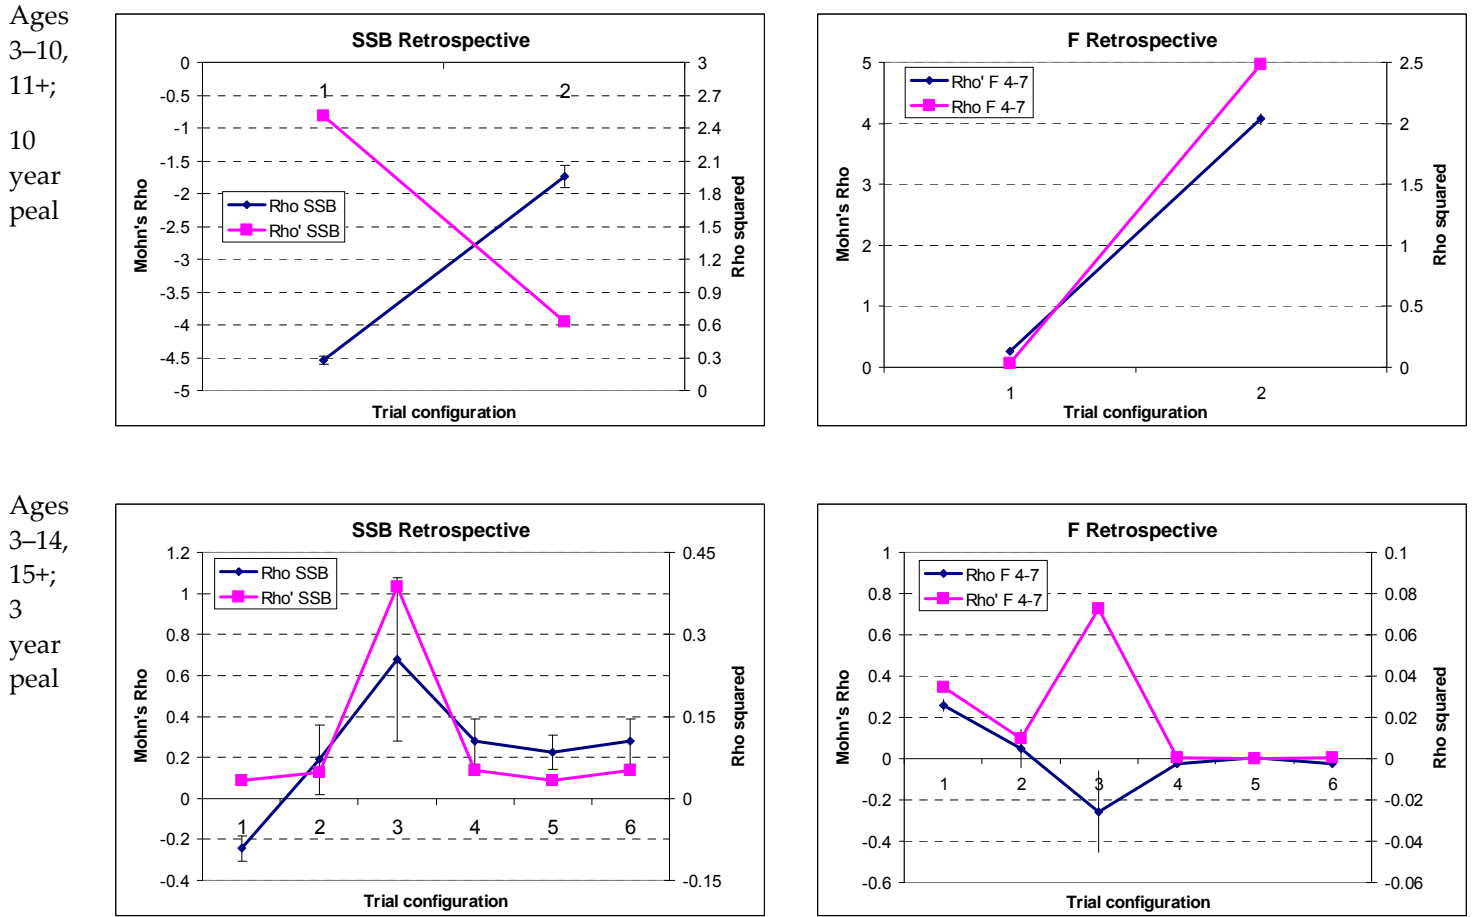 Ages
3–10,
11+;
10
year
peal
SSB Retrospective
0
-0.5
-1
-1.5
-2
-2.5
-3
-3.5
-4
-4.5
-5
3
2.7
2.4
2.1
1.8
1.5
1.2
0.9
0.6
0.3
0
1
2
Mohn's Rho
Rho squared
Rho SSB
Rho' SSB
Trial configuration
F Retrospective
5
4
3
2
1
0
2.5
2
1.5
1
0.5
0
Rho' F 4-7
Rho F 4-7
Mohn's Rho
Rho squared
1
2
Trial configuration
Ages
3–14,
15+;
3
year
peal
SSB Retrospective
1.2
1
0.8
0.6
0.4
0.2
0
-0.2
-0.4
0.45
0.3
0.15
0
-0.15
Rho SSB
Rho' SSB
Mohn's Rho
Rho squared
1
2
3
4
5
6
Trial configuration
F Retrospective
1
0.8
0.6
0.4
0.2
0
-0.2
-0.4
-0.6
0.1
0.08
0.06
0.04
0.02
0
-0.02
-0.04
-0.06
Rho F 4-7
Rho' F 4-7
Mohn's Rho
Rho squared
1
2
3
4
5
6
Trial configuration